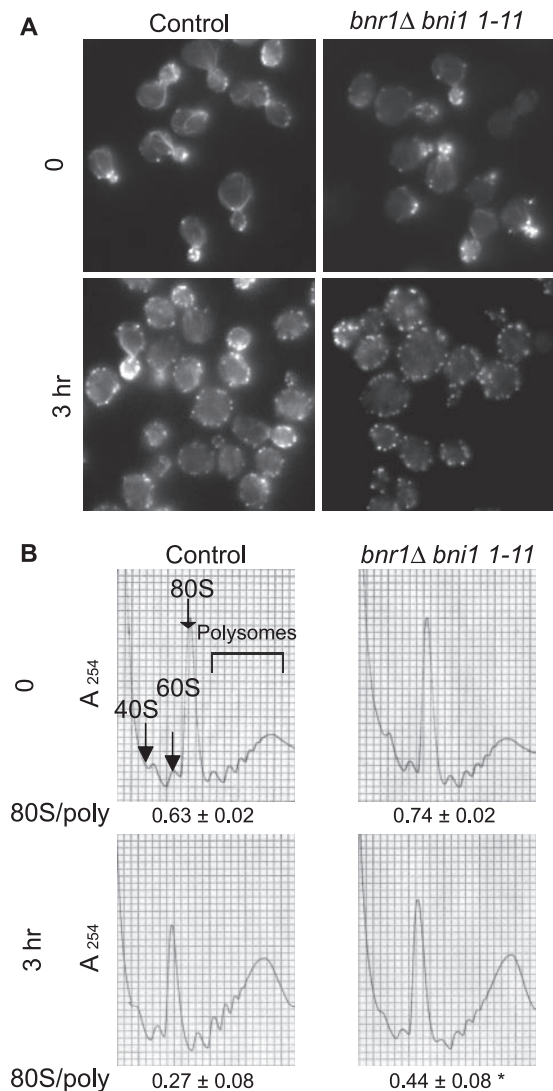 A
Control
bnr1Δ bni1 1-11
0
3 hr
B
Control
bnr1Δ bni1 1-11
80S
Polysomes
60S
40S
0
A 254
80S/poly
0.63 ± 0.02
0.74 ± 0.02
3 hr
A 254
80S/poly
0.27 ± 0.08
0.44 ± 0.08 *